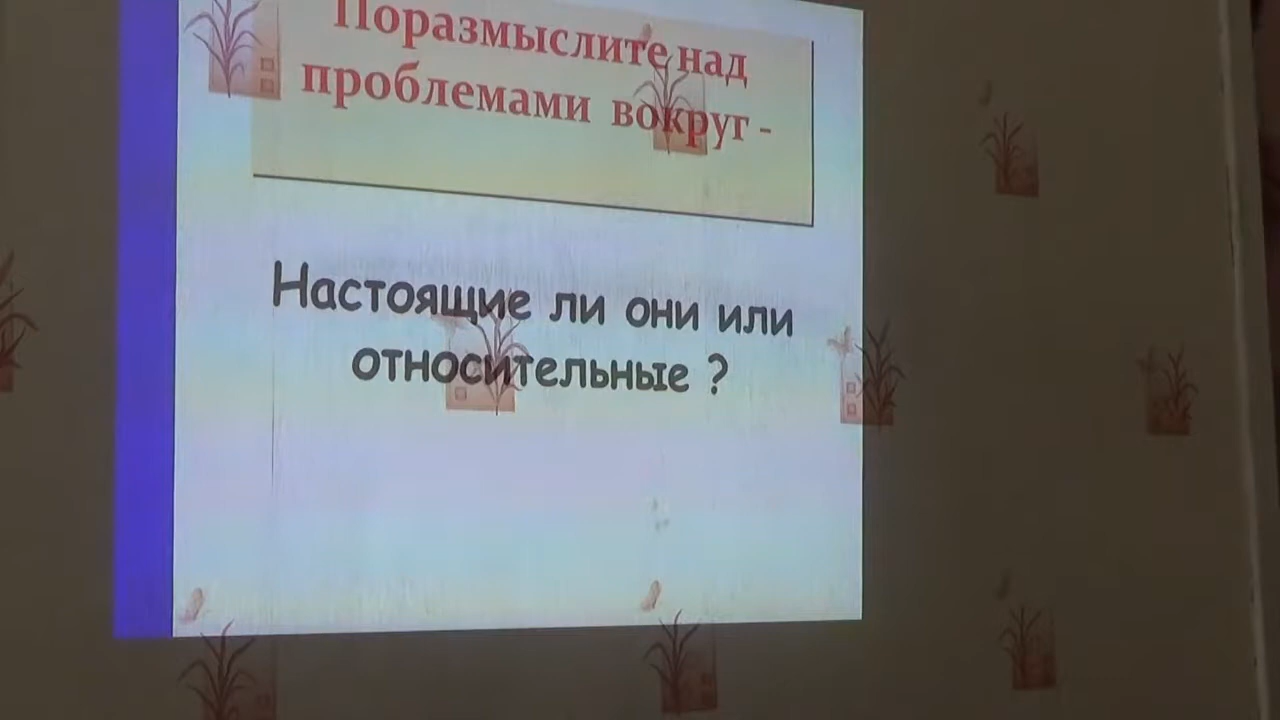 Поразмыслите над
проблемами вокруг -
Настоящие ли они или
относительные ?